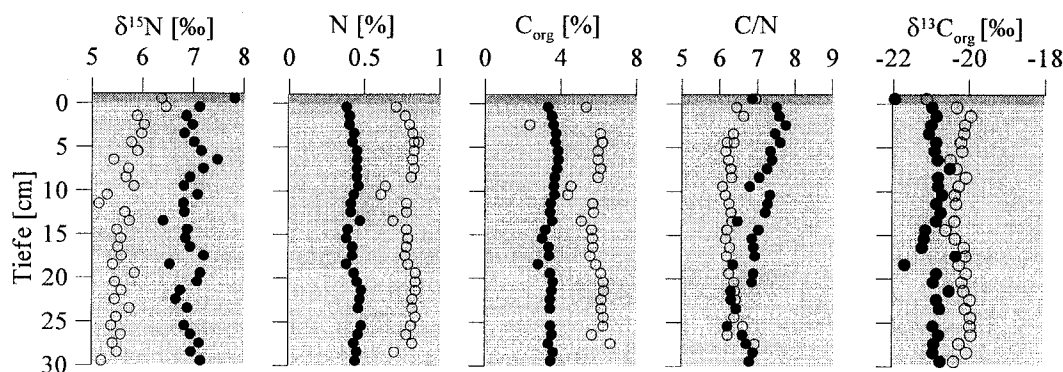 δ¹⁵N [‰]
N [%]
C_org [%]
C/N
δ¹³C_org [‰]
5 6 7 8
0 0.5 1
0 4 8
5 6 7 8 9
-22 -20 -18
Tiefe [cm]
0
5
10
15
20
25
30